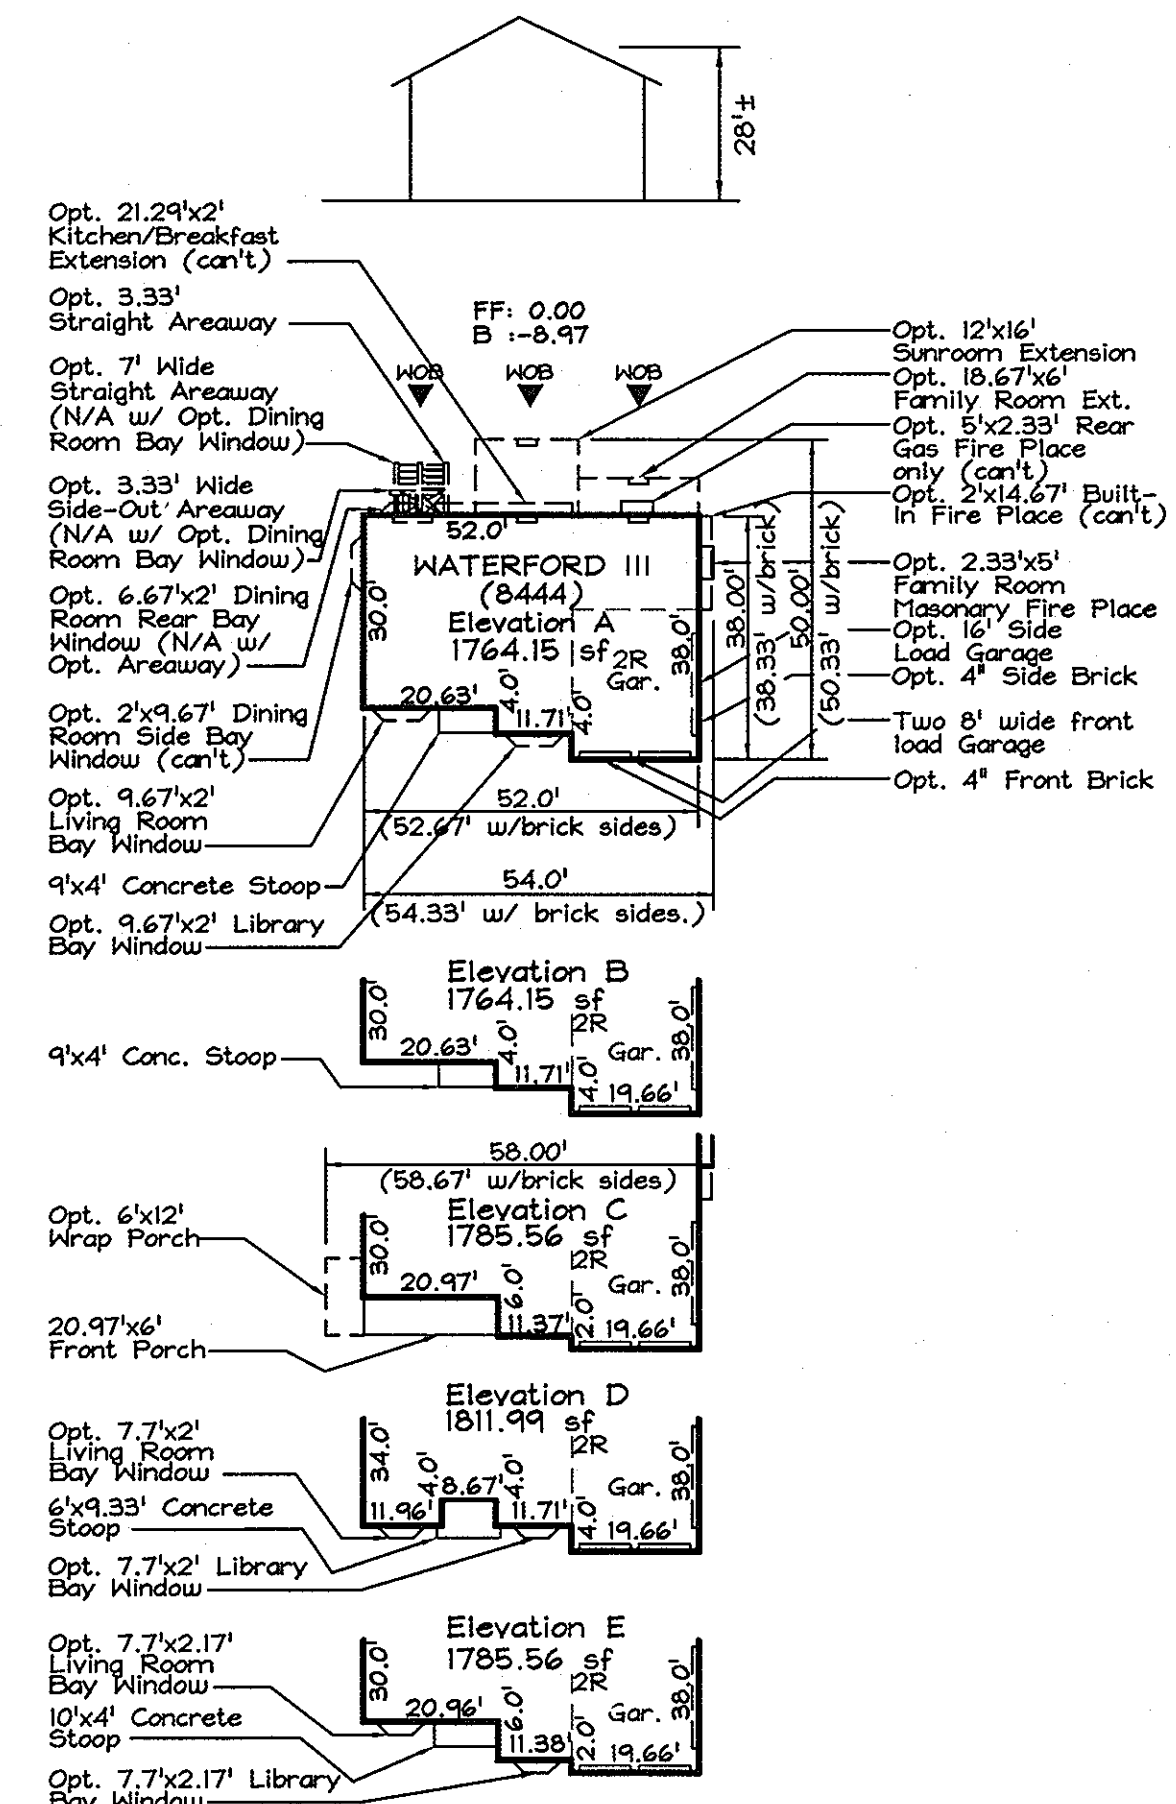 28'±
Opt. 21.29'x2'
Kitchen/Breakfast
Extension (can't)
Opt. 3.33'
Straight Areaway
Opt. 7' Wide
Straight Areaway
(N/A w/ Opt. Dining
Room Bay Window)
Opt. 3.33' Wide
Side-Out Areaway
(N/A w/ Opt. Dining
Room Bay Window)
Opt. 6.67'x2' Dining
Room Rear Bay
Window (N/A w/
Opt. Areaway)
Opt. 2'x9.67' Dining
Room Side Bay
Window (can't)
Opt. 9.67'x2'
Living Room
Bay Window
9'x4' Concrete Stoop
Opt. 9.67'x2' Library
Bay Window
FF: 0.00
B :-8.97
WOB
WOB
WOB
52.0'
WATERFORD III
(8444)
Elevation A
1764.15 sf
30.0'
2R
Gar.
38.0'
20.63'
4.0'
11.71'
4.0'
38.00'
(38.33' w/brick)
50.00'
(50.33' w/brick)
52.0'
(52.67' w/brick sides)
54.0'
(54.33' w/ brick sides.)
Opt. 12'x16'
Sunroom Extension
Opt. 18.67'x6'
Family Room Ext.
Opt. 5'x2.33' Rear
Gas Fire Place
only (can't)
Opt. 2'x14.67' Built-
In Fire Place (can't)
Opt. 2.33'x5'
Family Room
Masonary Fire Place
Opt. 16' Side
Load Garage
Opt. 4" Side Brick
Two 8' wide front
load Garage
Opt. 4" Front Brick
Elevation B
1764.15 sf
30.0'
2R
Gar.
38.0'
20.63'
4.0'
11.71'
4.0'
19.66'
9'x4' Conc. Stoop
58.00'
(58.67' w/brick sides)
Elevation C
1785.56 sf
30.0'
2R
Gar.
38.0'
20.97'
6.0'
11.37'
2.0'
19.66'
Opt. 6'x12'
Wrap Porch
20.97'x6'
Front Porch
Elevation D
1811.99 sf
34.0'
2R
Gar.
38.0'
4.0'
8.67'
4.0'
11.96'
11.71'
4.0'
19.66'
Opt. 7.7'x2'
Living Room
Bay Window
6'x9.33' Concrete
Stoop
Opt. 7.7'x2' Library
Bay Window
Elevation E
1785.56 sf
30.0'
2R
Gar.
38.0'
20.96'
6.0'
11.38'
2.0'
19.66'
Opt. 7.7'x2.17'
Living Room
Bay Window
10'x4' Concrete
Stoop
Opt. 7.7'x2.17' Library
Bay Window